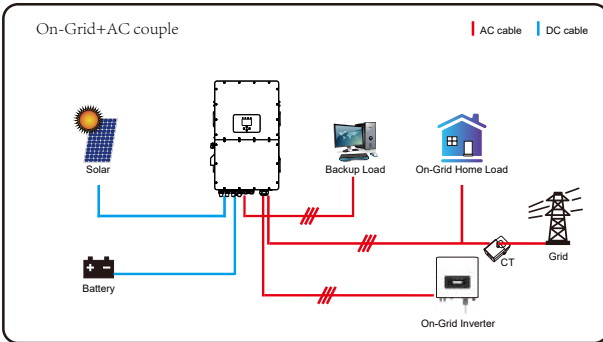 On-Grid+AC couple
AC cable
DC cable
Solar
Backup Load
On-Grid Home Load
CT
Grid
Battery
On-Grid Inverter